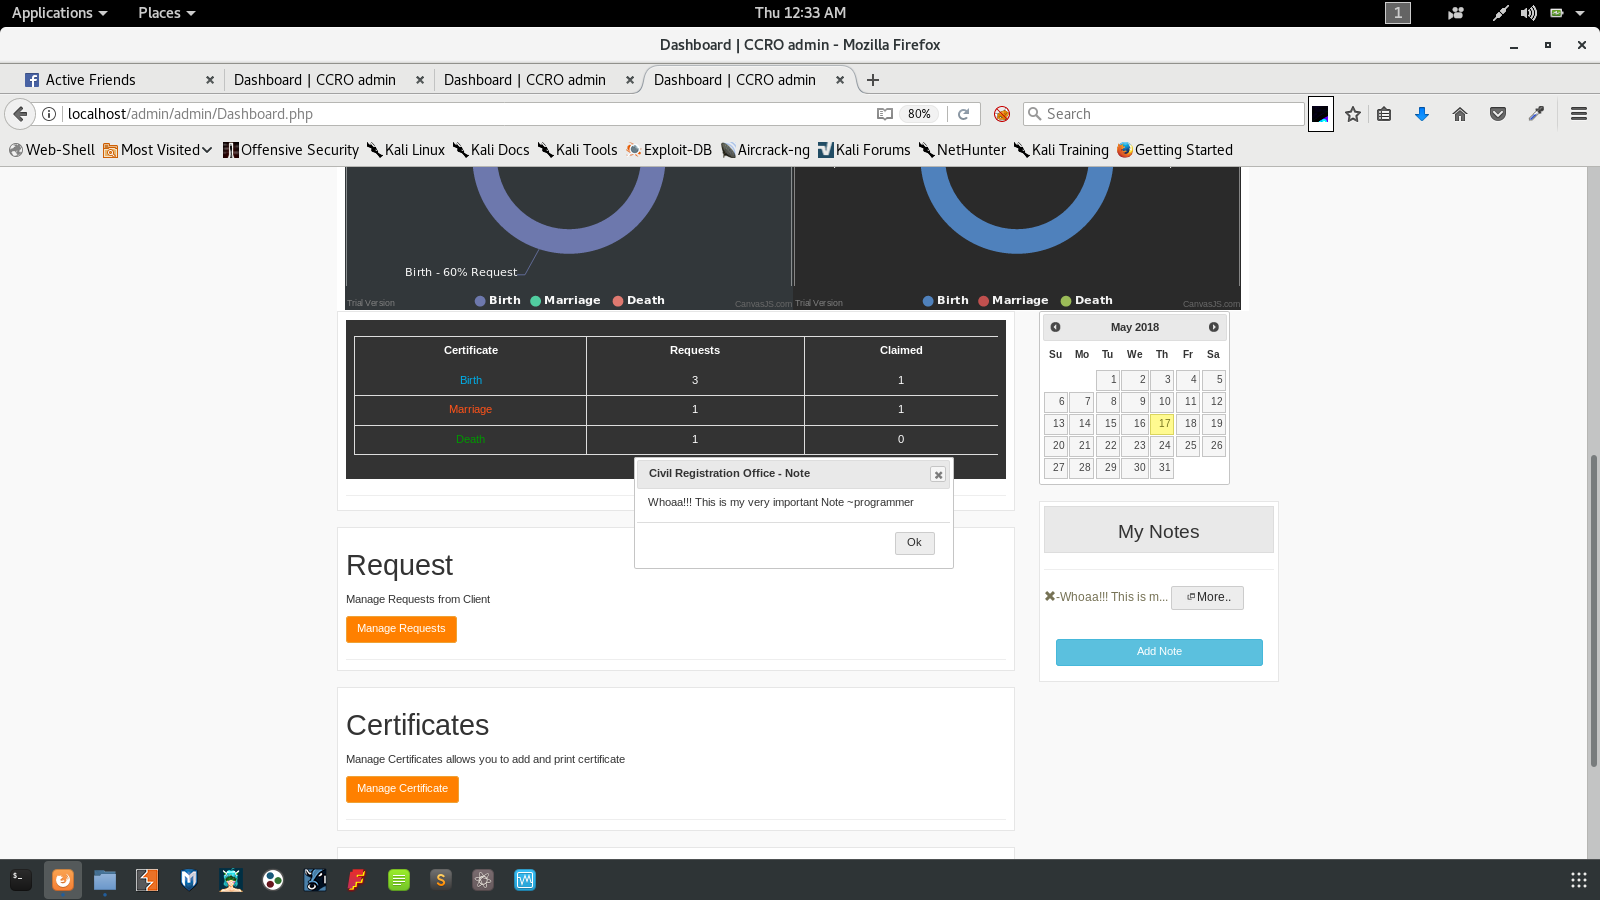 Applications Places Thu 12:33 AM 1
Dashboard | CCRO admin - Mozilla Firefox
Active Friends Dashboard | CCRO admin Dashboard | CCRO admin Dashboard | CCRO admin
localhost/admin/admin/Dashboard.php 80% Search
Web-Shell Most Visited Offensive Security Kali Linux Kali Docs Kali Tools Exploit-DB Aircrack-ng Kali Forums NetHunter Kali Training Getting Started
Birth - 60% Request
Trial Version Birth Marriage Death CanvasJS.com Trial Version Birth Marriage Death CanvasJS.com
Certificate Requests Claimed
Birth 3 1
Marriage 1 1
Death 1 0
May 2018
Su Mo Tu We Th Fr Sa
1 2 3 4 5
6 7 8 9 10 11 12
13 14 15 16 17 18 19
20 21 22 23 24 25 26
27 28 29 30 31
Civil Registration Office - Note
Whoaa!!! This is my very important Note ~programmer
Ok
My Notes
-Whoaa!!! This is m... More..
Add Note
Request
Manage Requests from Client
Manage Requests
Certificates
Manage Certificates allows you to add and print certificate
Manage Certificate